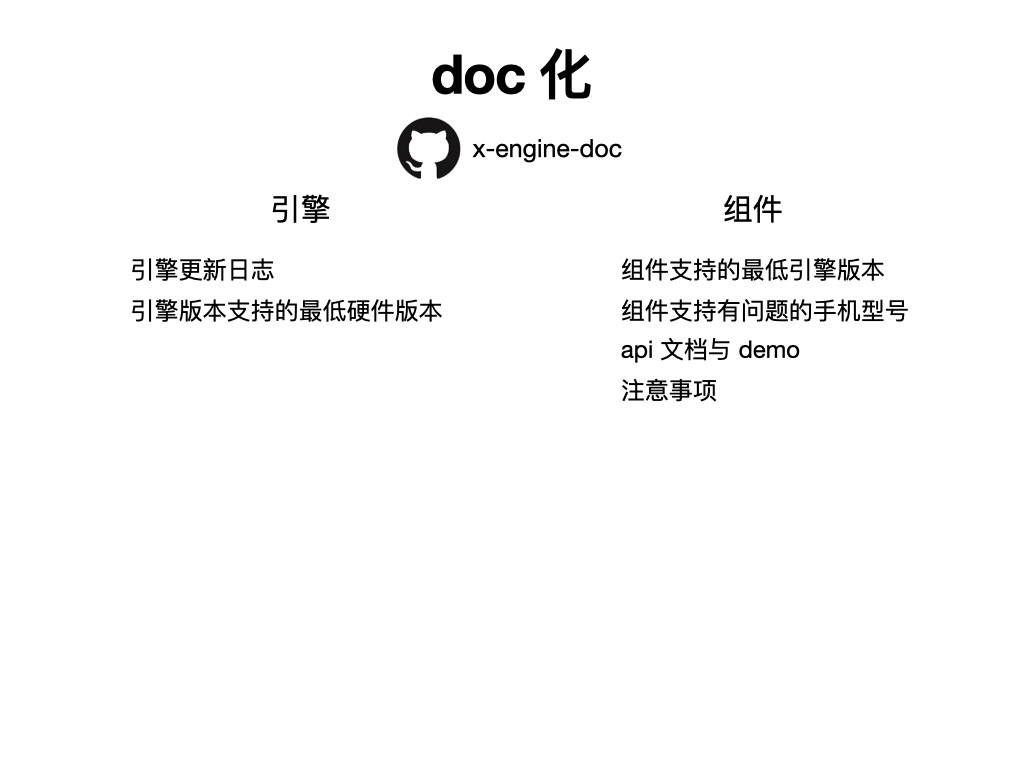 doc 化
x-engine-doc
引擎
引擎更新日志
引擎版本支持的最低硬件版本
组件
组件支持的最低引擎版本
组件支持有问题的手机型号
api 文档与 demo
注意事项